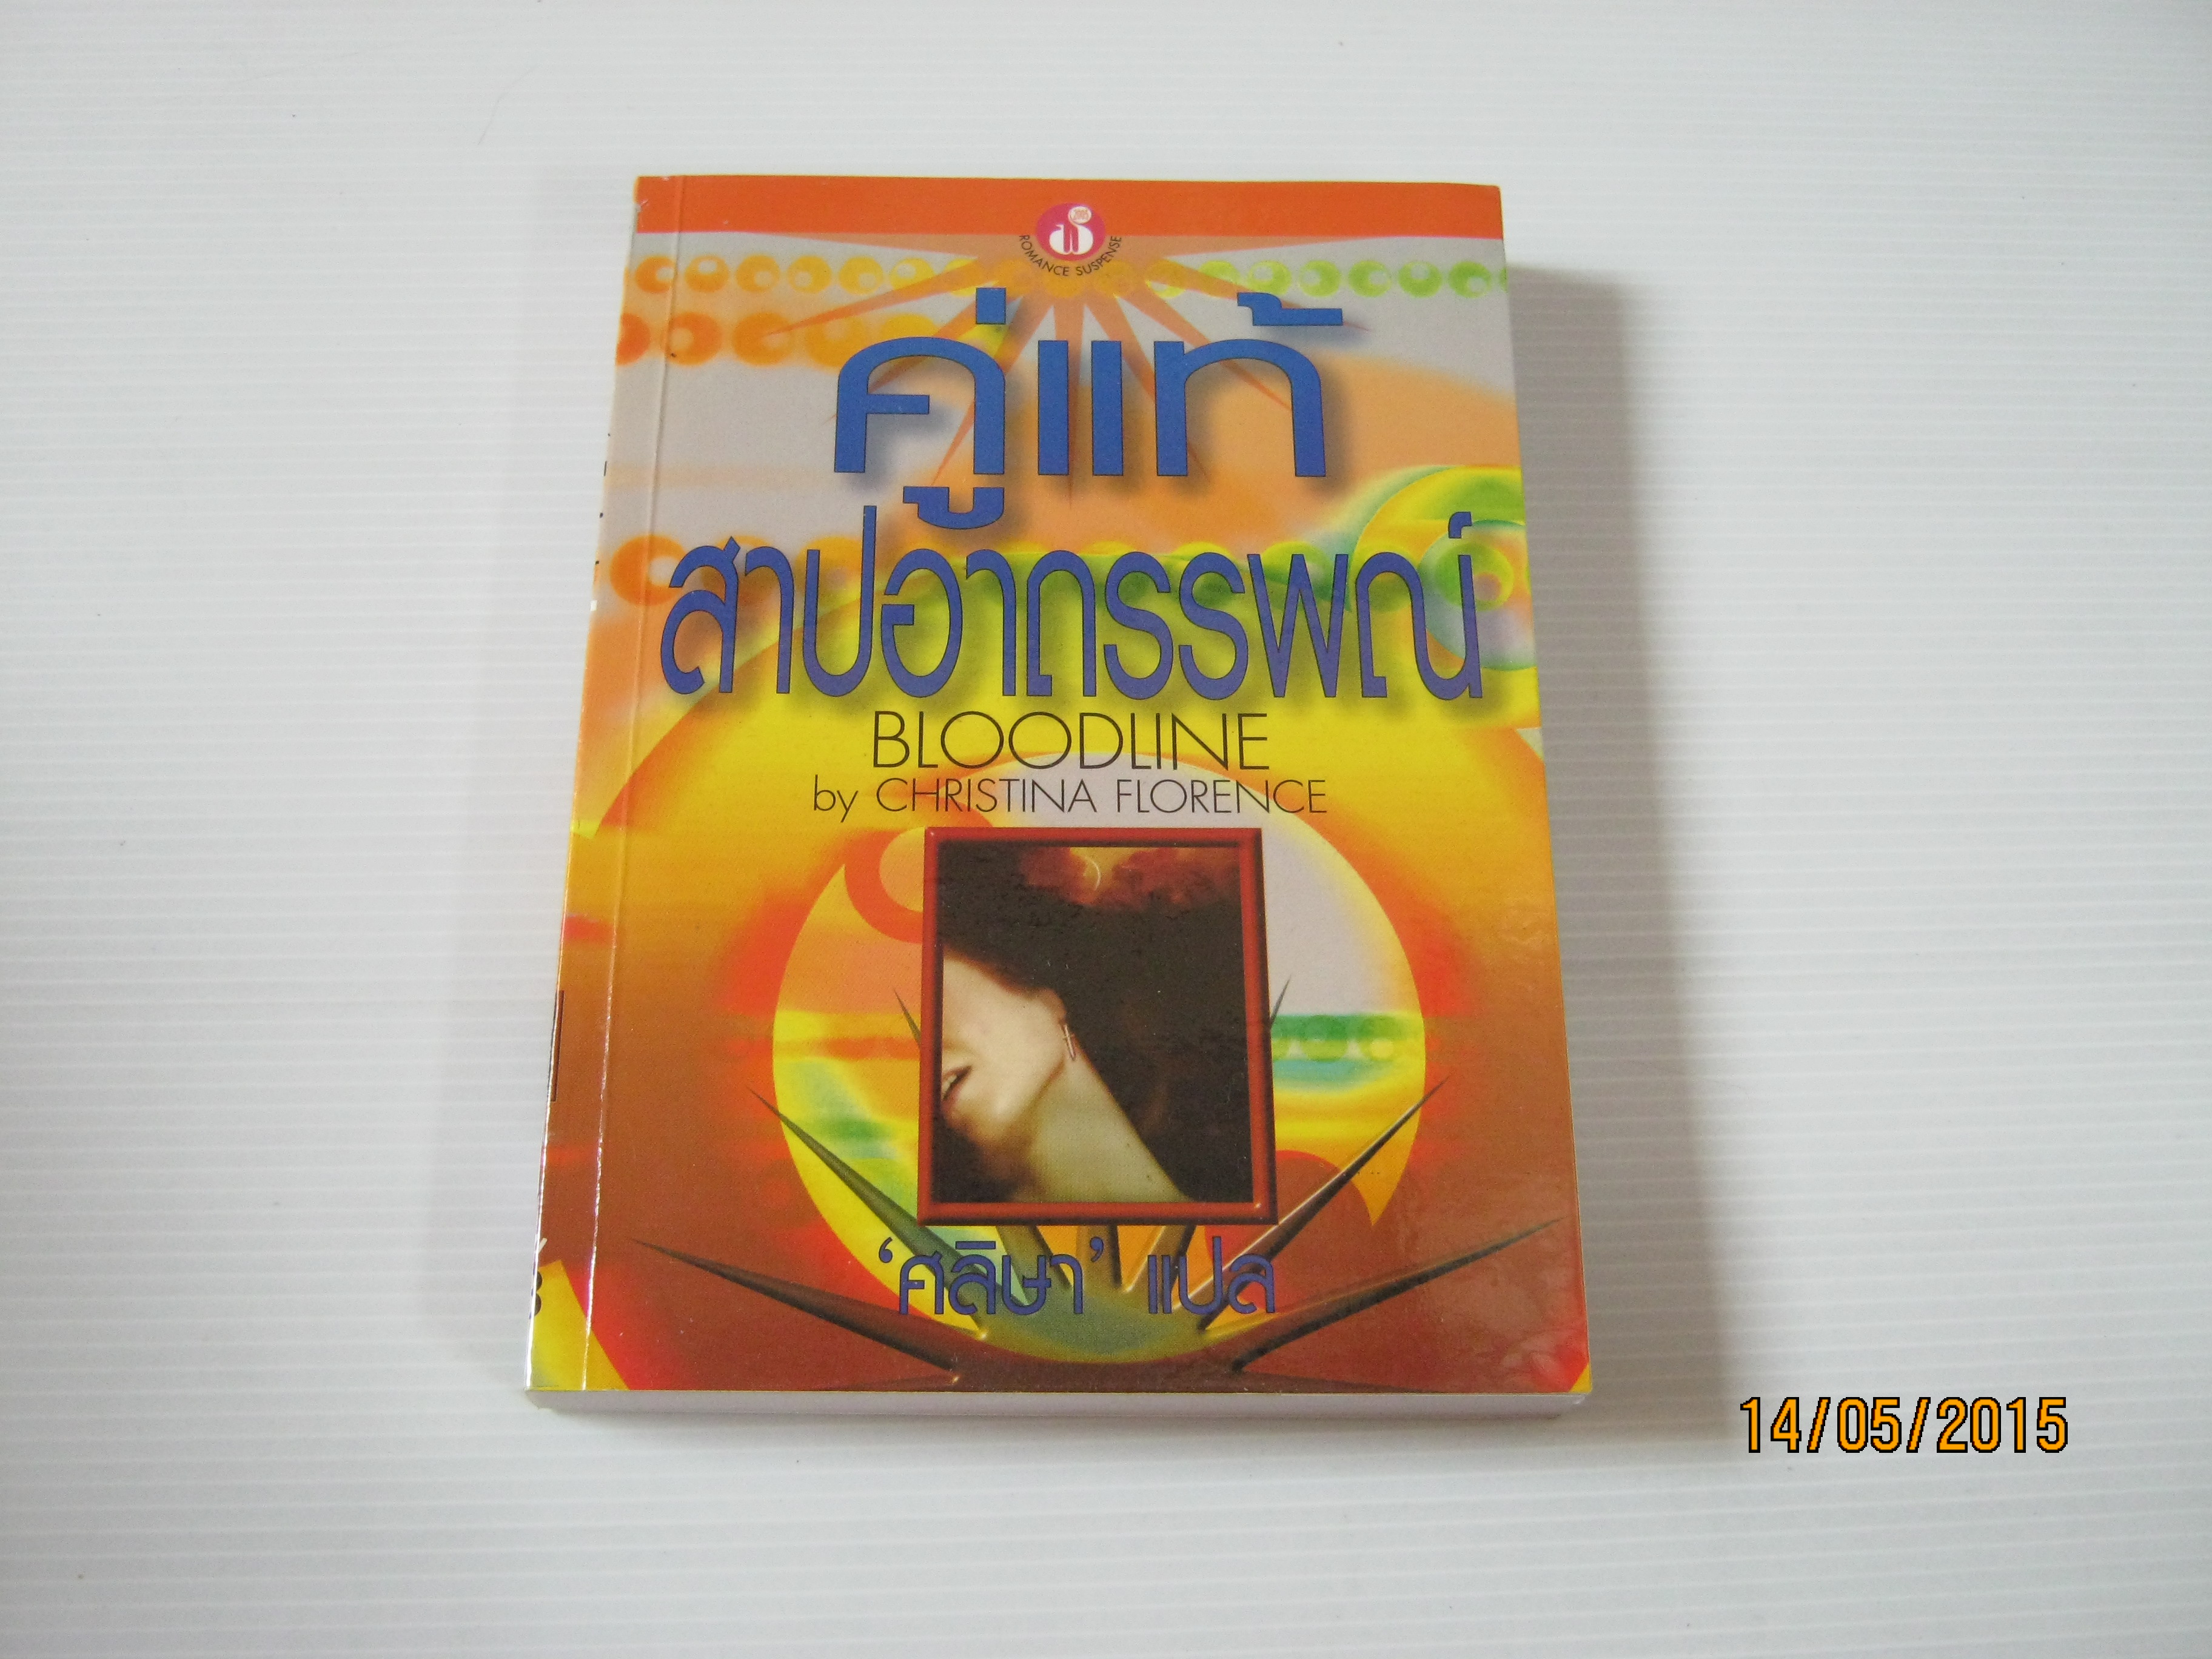 2005
ROMANCE SUSPENSE
คู่แท้
สาปอาถรรพณ์
BLOODLINE
by CHRISTINA FLORENCE
‘ศลิษา’ แปล
14/05/2015